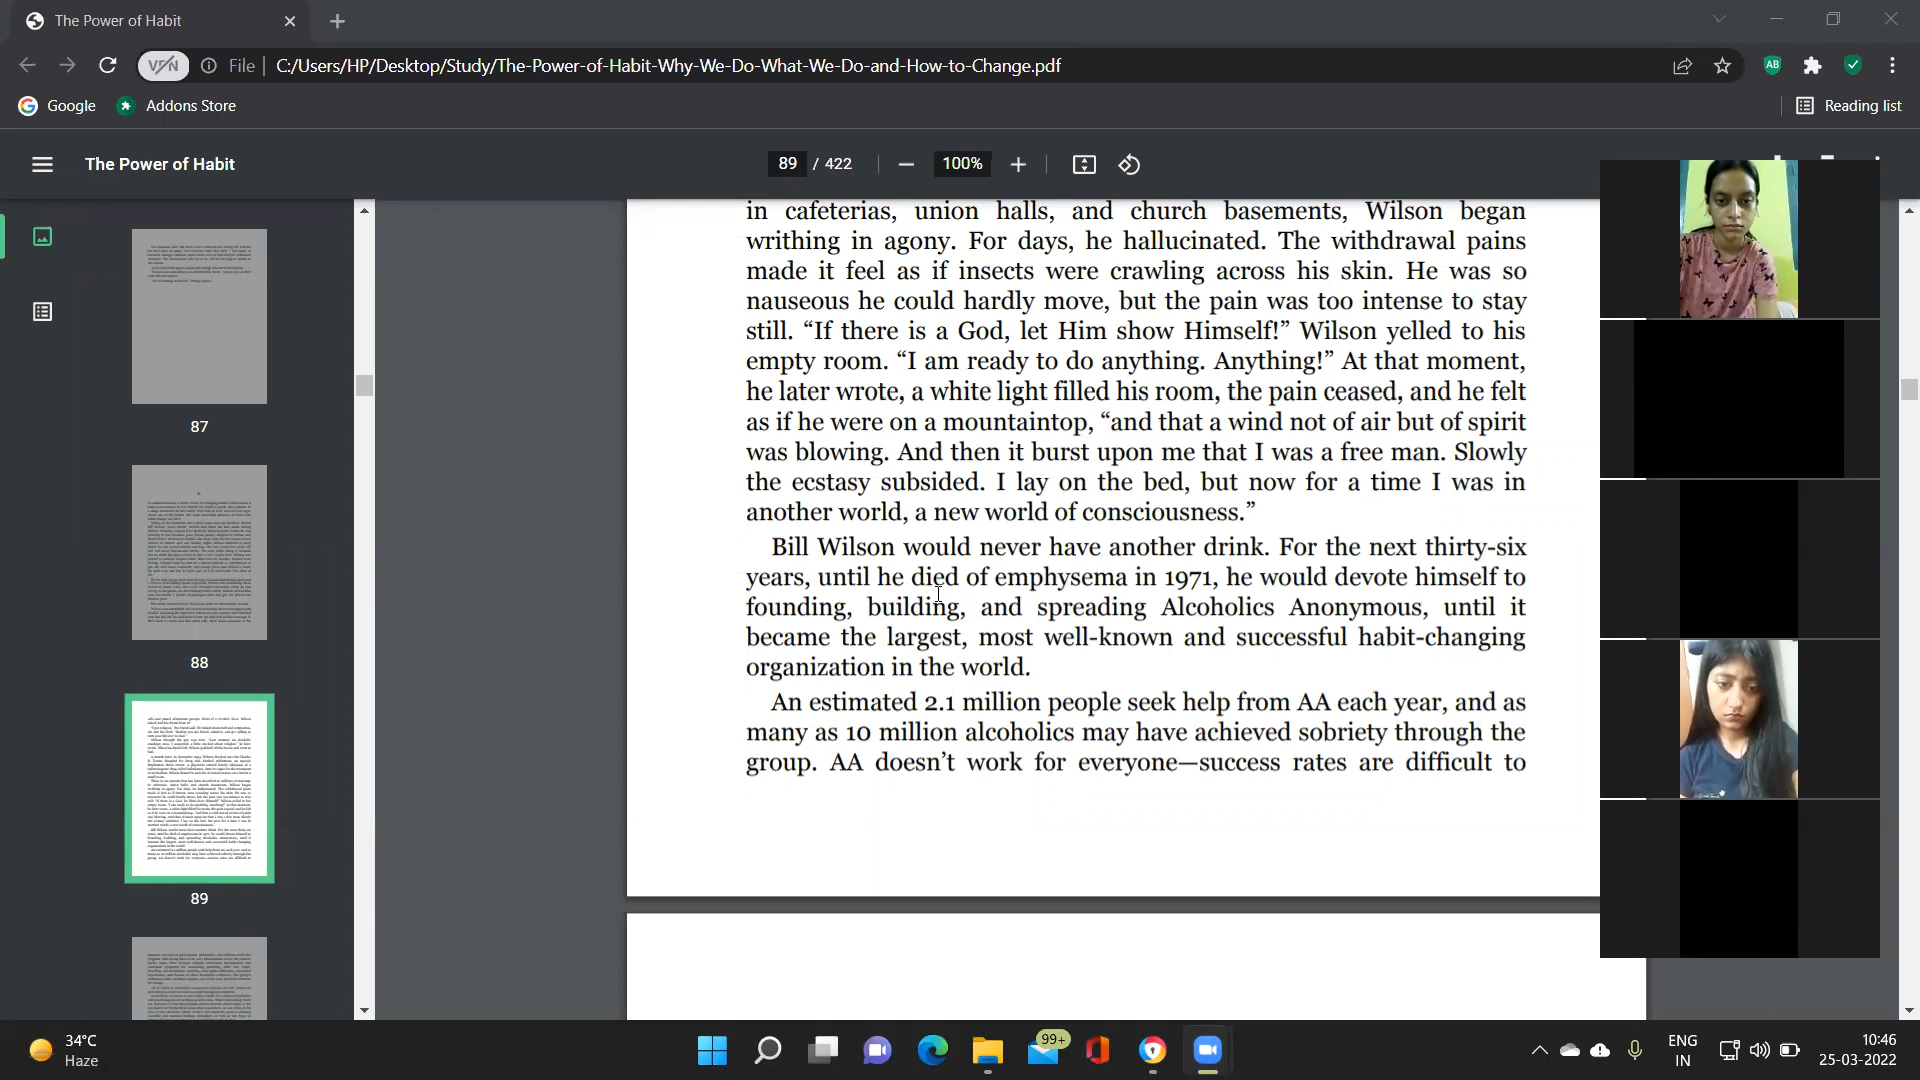 The Power of Habit
VPN
File
C:/Users/HP/Desktop/Study/The-Power-of-Habit-Why-We-Do-What-We-Do-and-How-to-Change.pdf
AB
Google
Addons Store
Reading list
The Power of Habit
89 / 422
100%
87
88
89
in cafeterias, union halls, and church basements, Wilson began
writhing in agony. For days, he hallucinated. The withdrawal pains
made it feel as if insects were crawling across his skin. He was so
nauseous he could hardly move, but the pain was too intense to stay
still. “If there is a God, let Him show Himself!” Wilson yelled to his
empty room. “I am ready to do anything. Anything!” At that moment,
he later wrote, a white light filled his room, the pain ceased, and he felt
as if he were on a mountaintop, “and that a wind not of air but of spirit
was blowing. And then it burst upon me that I was a free man. Slowly
the ecstasy subsided. I lay on the bed, but now for a time I was in
another world, a new world of consciousness.”
Bill Wilson would never have another drink. For the next thirty-six
years, until he died of emphysema in 1971, he would devote himself to
founding, building, and spreading Alcoholics Anonymous, until it
became the largest, most well-known and successful habit-changing
organization in the world.
An estimated 2.1 million people seek help from AA each year, and as
many as 10 million alcoholics may have achieved sobriety through the
group. AA doesn’t work for everyone—success rates are difficult to
34°C
Haze
99+
ENG
IN
10:46
25-03-2022